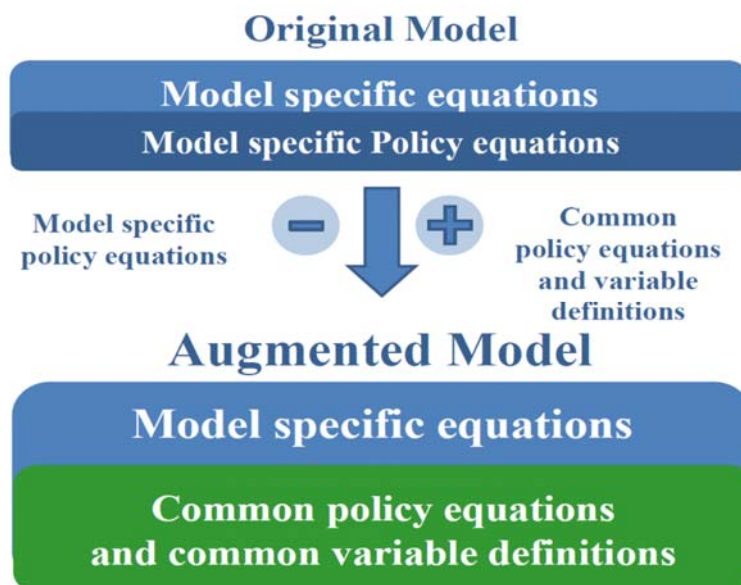 Original Model
Model specific equations
Model specific Policy equations
Model specific
policy equations
Common
policy equations
and variable
definitions
Augmented Model
Model specific equations
Common policy equations
and common variable definitions